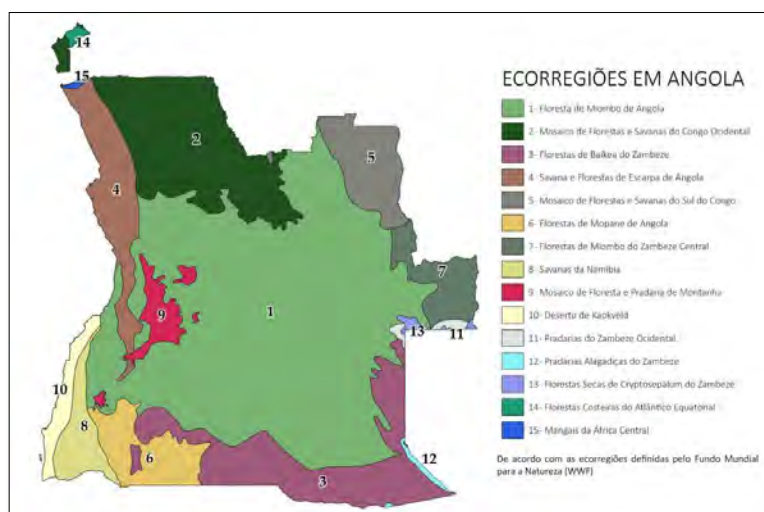 14
15
2
5
4
7
9
1
13
11
10
8
6
12
3
ECORREGIÕES EM ANGOLA
1- Floresta de Miombo de Angola
2- Mosaico de Florestas e Savanas do Congo Ocidental
3- Florestas de Baikea do Zambeze
4- Savana e Florestas de Escarpa de Angola
5- Mosaico de Florestas e Savanas do Sul do Congo
6- Florestas de Mopane de Angola
7- Florestas de Miombo do Zambeze Central
8- Savanas da Namíbia
9- Mosaico de Floresta e Pradaria de Montanha
10- Deserto de Kaokveld
11- Pradarias do Zambeze Ocidental
12- Pradarias Alagadiças do Zambeze
13- Florestas Secas de Cryptosepalum do Zambeze
14- Florestas Costeiras do Atlântico Equatorial
15- Mangais da África Central
De acordo com as ecorregiões definidas pelo Fundo Mundial
para a Natureza (WWF)